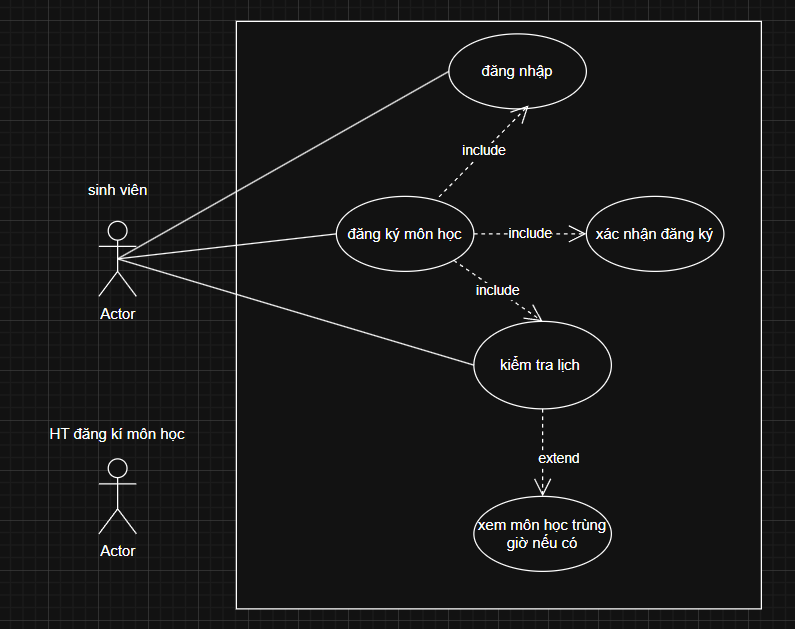 đăng nhập
include
sinh viên
đăng ký môn học
include
xác nhận đăng ký
include
Actor
kiểm tra lịch
HT đăng kí môn học
extend
xem môn học trùng
giờ nếu có
Actor